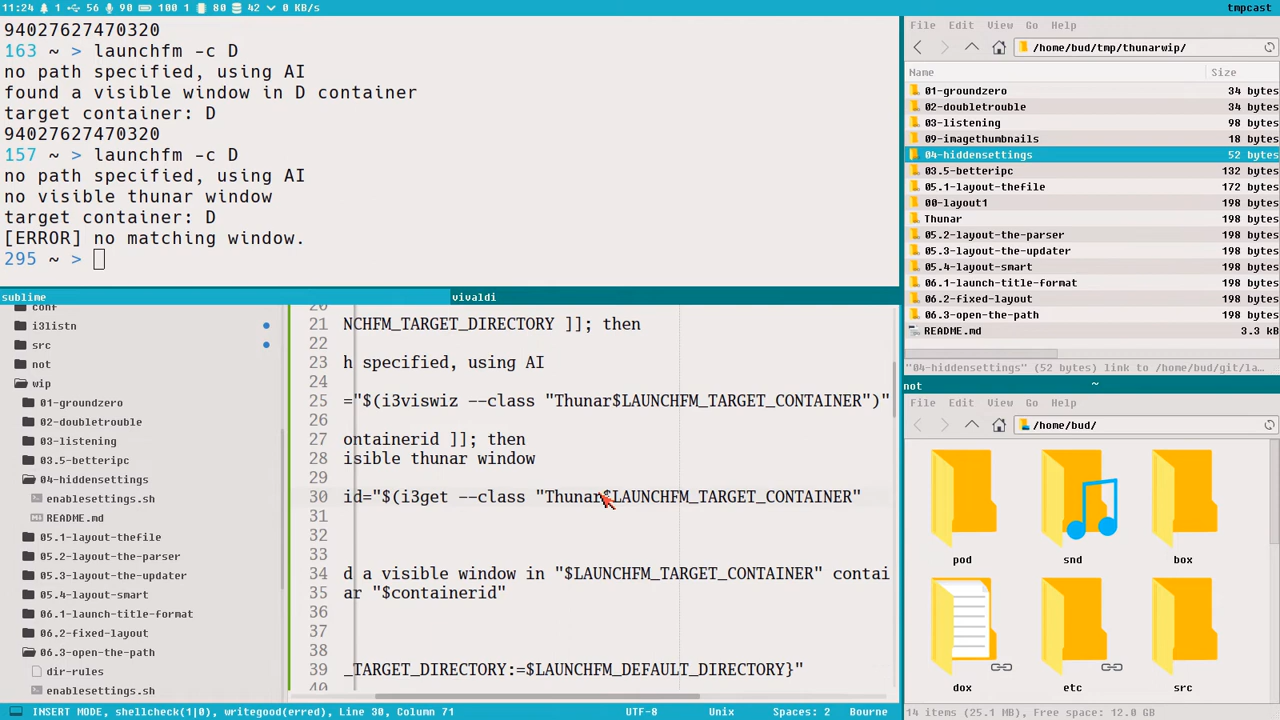 11:24 1 56 90 100 1 80 42 0 KB/s
tmpcast
94027627470320
163 ~ > launchfm -c D
no path specified, using AI
found a visible window in D container
target container: D
94027627470320
157 ~ > launchfm -c D
no path specified, using AI
no visible thunar window
target container: D
[ERROR] no matching window.
295 ~ >
sublime
vivaldi
conf
i3listn
src
not
wip
01-groundzero
02-doubletrouble
03-listening
03.5-betteripc
04-hiddensettings
enablesettings.sh
README.md
05.1-layout-thefile
05.2-layout-the-parser
05.3-layout-the-updater
05.4-layout-smart
06.1-launch-title-format
06.2-fixed-layout
06.3-open-the-path
dir-rules
enablesettings.sh
20
21 NCHFM_TARGET_DIRECTORY ]]; then
22
23 h specified, using AI
24
25 ="$(i3viswiz --class "Thunar$LAUNCHFM_TARGET_CONTAINER")"
26
27 ontainerid ]]; then
28 isible thunar window
29
30 id="$(i3get --class "Thunar$LAUNCHFM_TARGET_CONTAINER"
31
32
33
34 d a visible window in "$LAUNCHFM_TARGET_CONTAINER" contai
35 ar "$containerid"
36
37
38
39 _TARGET_DIRECTORY:=$LAUNCHFM_DEFAULT_DIRECTORY}"
40
INSERT MODE, shellcheck(1|0), writegood(erred), Line 30, Column 71
UTF-8
Unix
Spaces: 2
Bourne
File Edit View Go Help
/home/bud/tmp/thunarwip/
Name Size
01-groundzero 34 bytes
02-doubletrouble 34 bytes
03-listening 98 bytes
09-imagethumbnails 18 bytes
04-hiddensettings 52 bytes
03.5-betteripc 132 bytes
05.1-layout-thefile 172 bytes
00-layout1 198 bytes
Thunar 198 bytes
05.2-layout-the-parser 198 bytes
05.3-layout-the-updater 198 bytes
05.4-layout-smart 198 bytes
06.1-launch-title-format 198 bytes
06.2-fixed-layout 198 bytes
06.3-open-the-path 198 bytes
README.md 3.3 kB
"04-hiddensettings" (52 bytes) link to /home/bud/git/la…
not ~
File Edit View Go Help
/home/bud/
pod snd box
dox etc src
14 items (25.1 MB), Free space: 12.0 GB